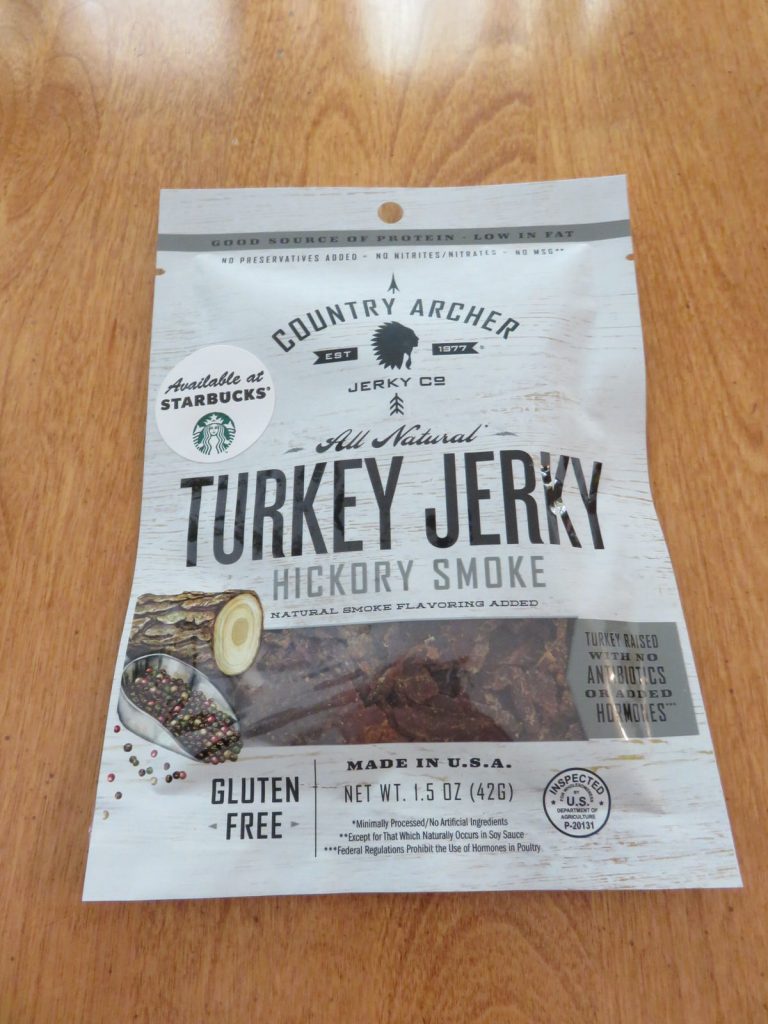 GOOD SOURCE OF PROTEIN - LOW IN FAT
NO PRESERVATIVES ADDED - NO NITRITES/NITRATES - NO MSG**
COUNTRY ARCHER
EST 1977
JERKY CO
Available at
STARBUCKS®
All Natural*
TURKEY JERKY
HICKORY SMOKE
NATURAL SMOKE FLAVORING ADDED
TURKEY RAISED
WITH NO
ANTIBIOTICS
OR ADDED
HORMONES***
MADE IN U.S.A.
GLUTEN
FREE
NET WT. 1.5 OZ (42G)
*Minimally Processed/No Artificial Ingredients
**Except for That Which Naturally Occurs in Soy Sauce
***Federal Regulations Prohibit the Use of Hormones in Poultry
INSPECTED
FOR WHOLESOMENESS
BY
U.S.
DEPARTMENT OF
AGRICULTURE
P-20131